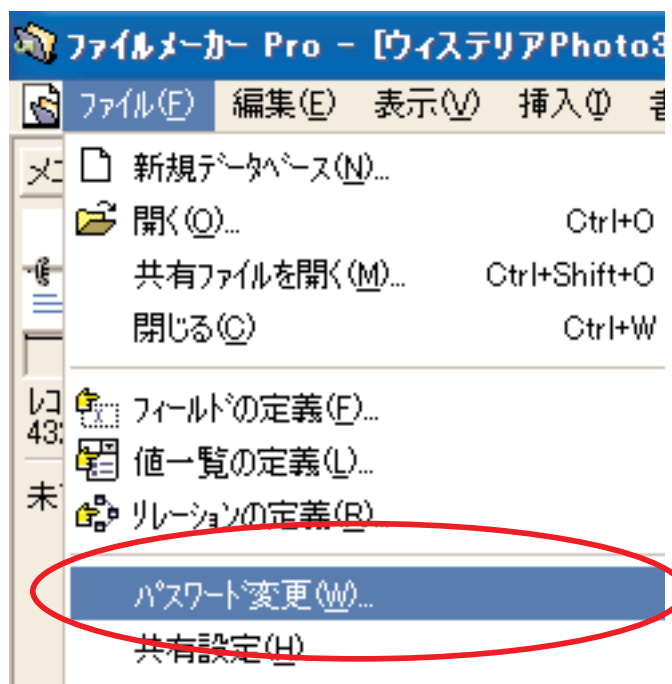 ファイルメーカー Pro - [ウィステリアPhoto3
ファイル(F) 編集(E) 表示(V) 挿入(I)
新規データベース(N)...
開く(O)... Ctrl+O
共有ファイルを開く(M)... Ctrl+Shift+O
閉じる(C) Ctrl+W
フィールドの定義(F)...
値一覧の定義(L)...
リレーションの定義(R)...
パスワード変更(W)...
共有設定(H)
レコ
432
未